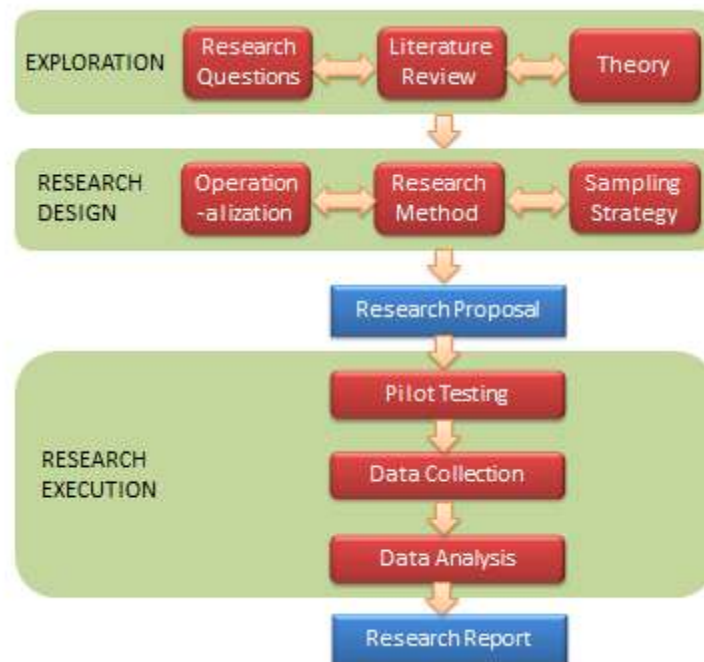 EXPLORATION
Research
Questions
Literature
Review
Theory
RESEARCH
DESIGN
Operation
-alization
Research
Method
Sampling
Strategy
Research Proposal
Pilot Testing
RESEARCH
EXECUTION
Data Collection
Data Analysis
Research Report